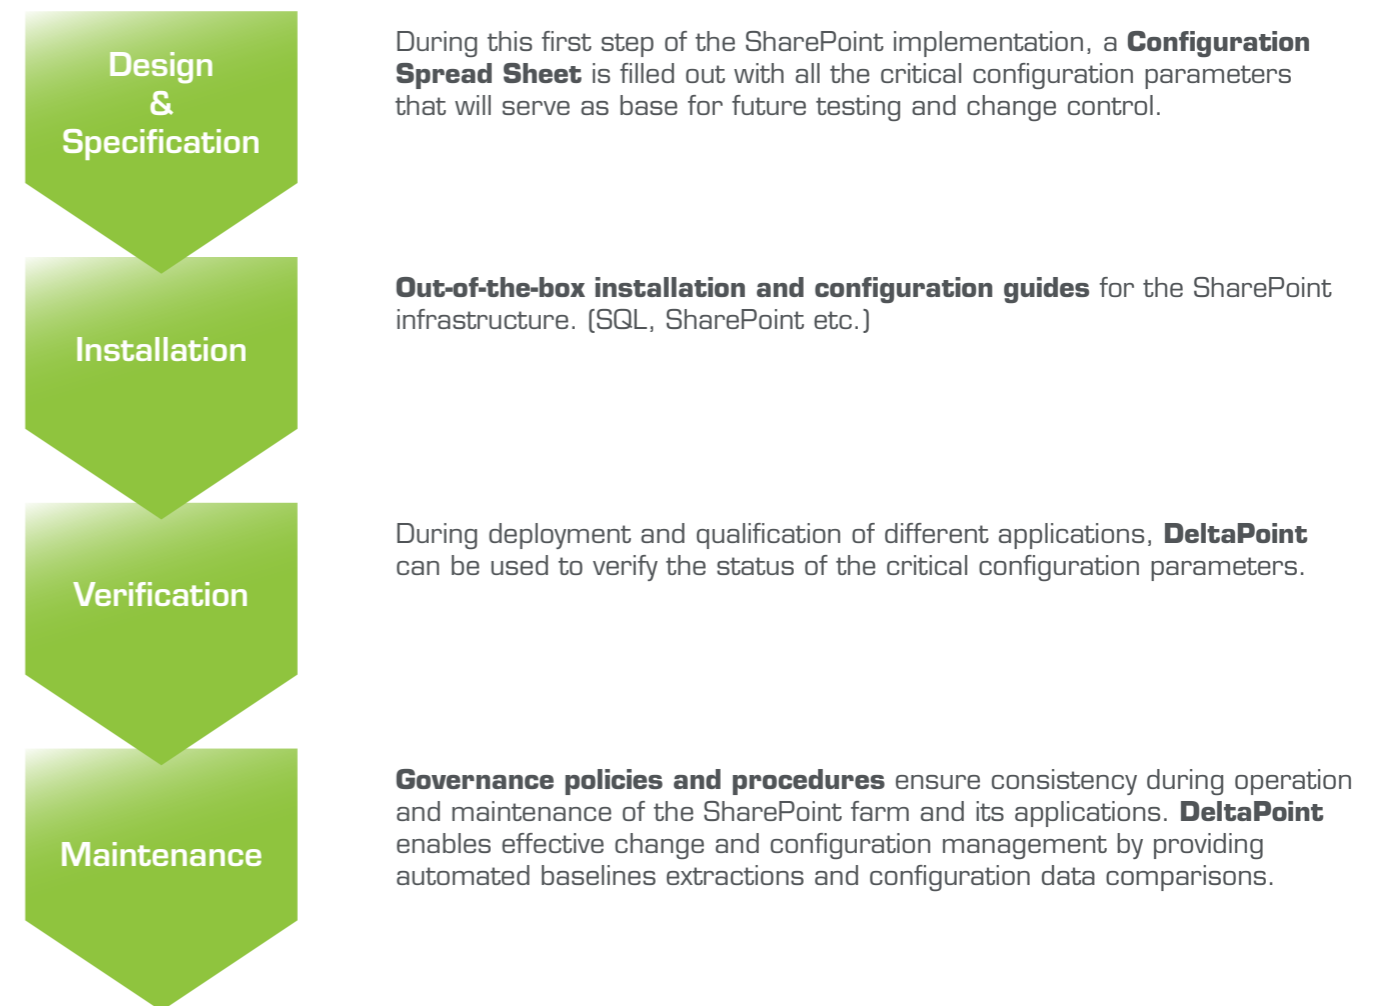 Design
&
Specification
During this first step of the SharePoint implementation, a Configuration
Spread Sheet is filled out with all the critical configuration parameters
that will serve as base for future testing and change control.
Installation
Out-of-the-box installation and configuration guides for the SharePoint
infrastructure. (SQL, SharePoint etc.)
Verification
During deployment and qualification of different applications, DeltaPoint
can be used to verify the status of the critical configuration parameters.
Maintenance
Governance policies and procedures ensure consistency during operation
and maintenance of the SharePoint farm and its applications. DeltaPoint
enables effective change and configuration management by providing
automated baselines extractions and configuration data comparisons.